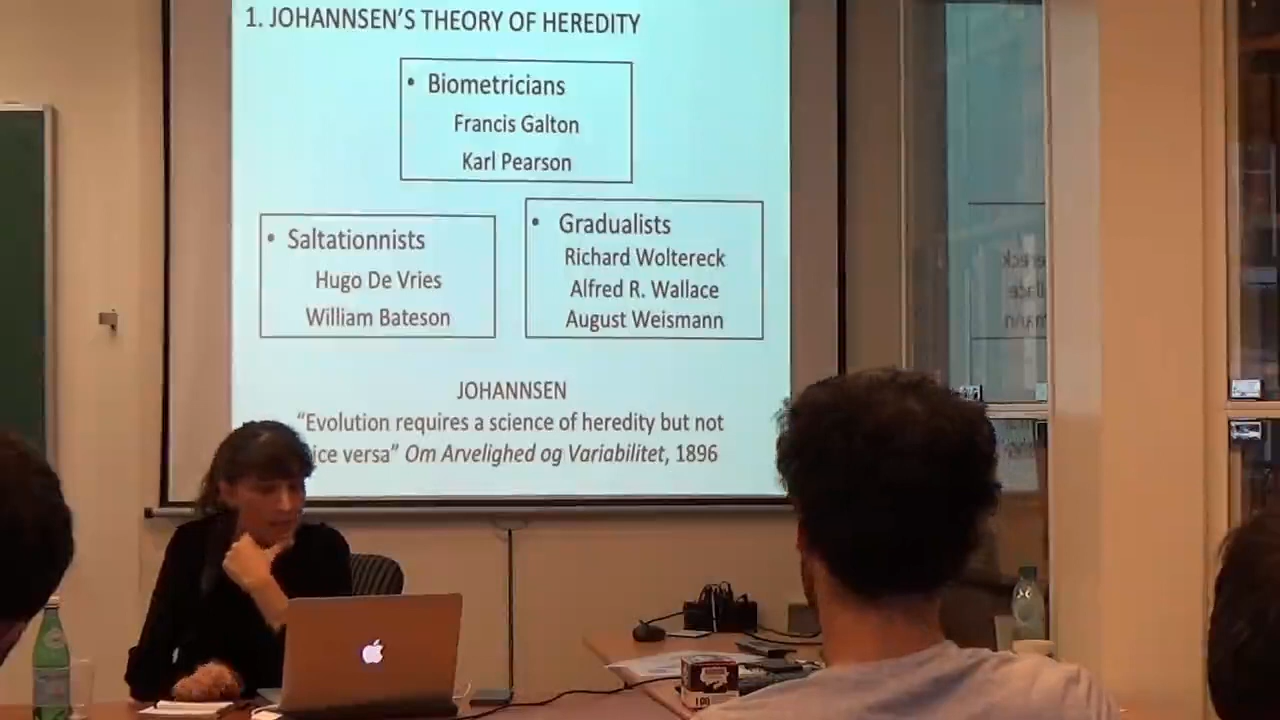 1. JOHANNSEN'S THEORY OF HEREDITY
• Biometricians
Francis Galton
Karl Pearson
• Saltationnists
Hugo De Vries
William Bateson
• Gradualists
Richard Woltereck
Alfred R. Wallace
August Weismann
JOHANNSEN
“Evolution requires a science of heredity but not
ice versa” Om Arvelighed og Variabilitet, 1896
100